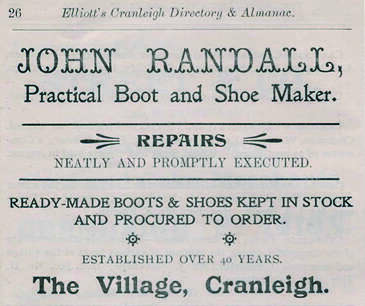 26 Elliott's Cranleigh Directory & Almanac.
JOHN RANDALL,
Practical Boot and Shoe Maker.
REPAIRS
NEATLY AND PROMPTLY EXECUTED.
READY-MADE BOOTS & SHOES KEPT IN STOCK
AND PROCURED TO ORDER.
ESTABLISHED OVER 40 YEARS.
The Village, Cranleigh.